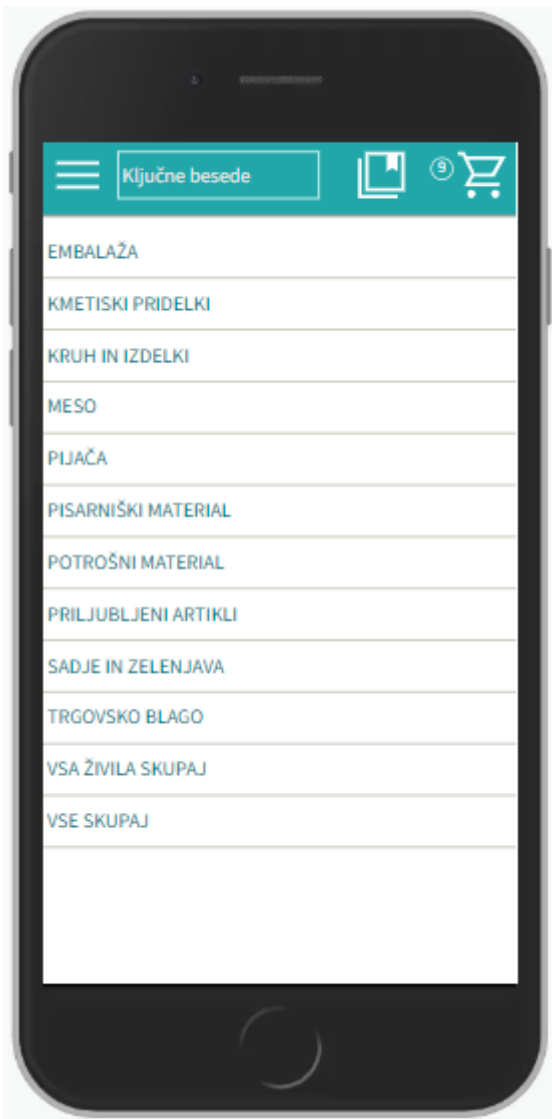 Ključne besede
9
EMBALAŽA
KMETISKI PRIDELKI
KRUH IN IZDELKI
MESO
PIJAČA
PISARNIŠKI MATERIAL
POTROŠNI MATERIAL
PRILJUBLJENI ARTIKLI
SADJE IN ZELENJAVA
TRGOVSKO BLAGO
VSA ŽIVILA SKUPAJ
VSE SKUPAJ